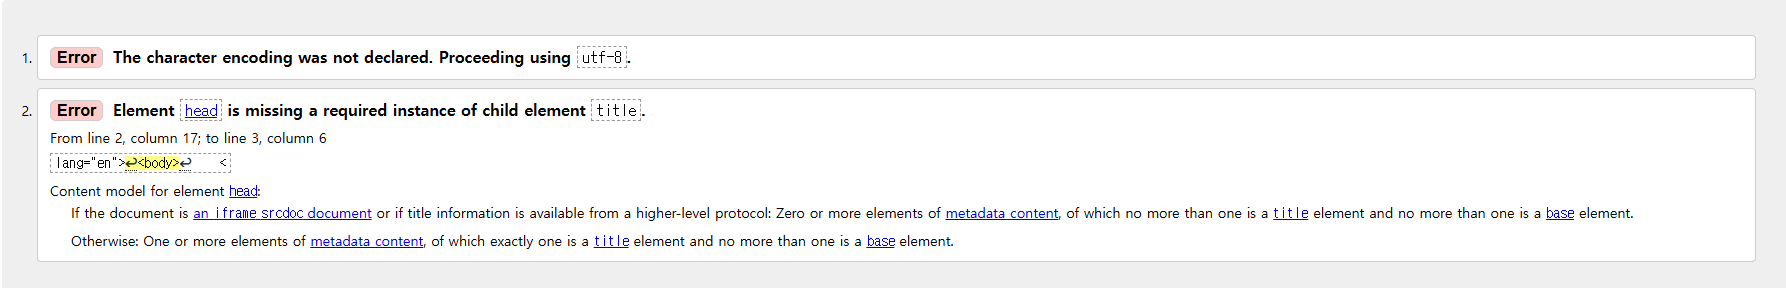 1. Error The character encoding was not declared. Proceeding using utf-8.
2. Error Element head is missing a required instance of child element title.
From line 2, column 17; to line 3, column 6
lang="en">↩<body>↩    <
Content model for element head:
If the document is an iframe srcdoc document or if title information is available from a higher-level protocol: Zero or more elements of metadata content, of which no more than one is a title element and no more than one is a base element.
Otherwise: One or more elements of metadata content, of which exactly one is a title element and no more than one is a base element.